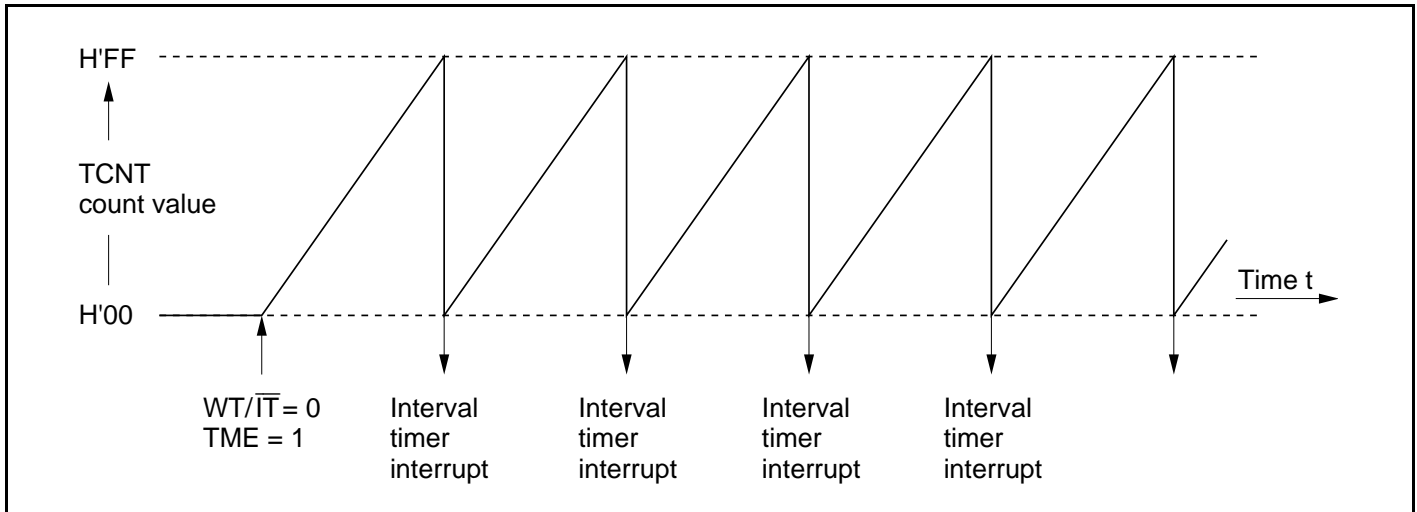 H'FF
TCNT
count value
H'00
Time t
WT/I̅T̅ = 0
TME = 1
Interval
timer
interrupt
Interval
timer
interrupt
Interval
timer
interrupt
Interval
timer
interrupt